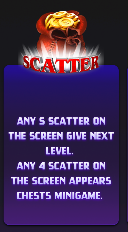 SCATTER
ANY 5 SCATTER ON
THE SCREEN GIVE NEXT
LEVEL.
ANY 4 SCATTER ON
THE SCREEN APPEARS
CHESTS MINIGAME.